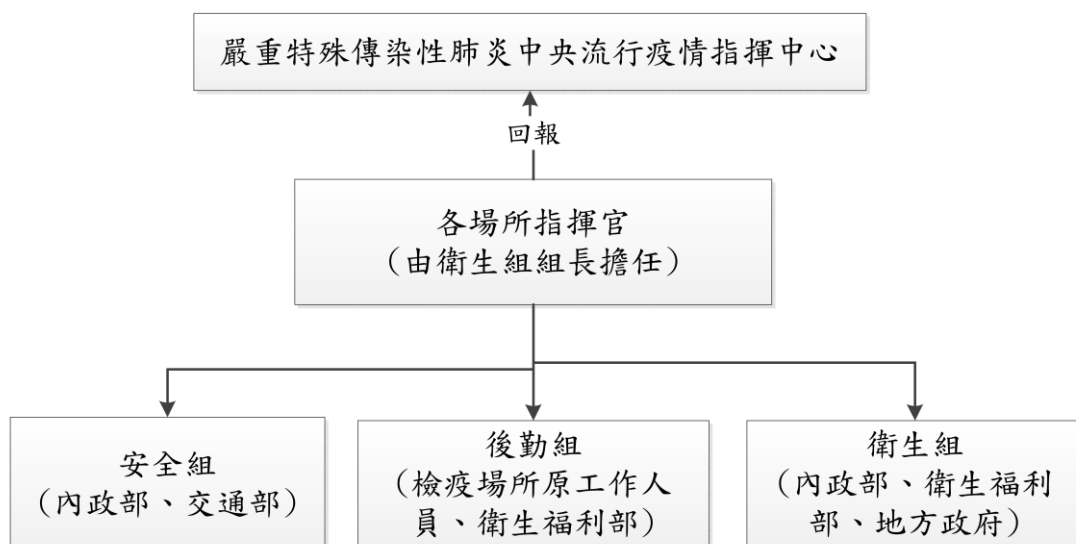 嚴重特殊傳染性肺炎中央流行疫情指揮中心
回報
各場所指揮官
（由衛生組組長擔任）
安全組
（內政部、交通部）
後勤組
（檢疫場所原工作人
員、衛生福利部）
衛生組
（內政部、衛生福利
部、地方政府）